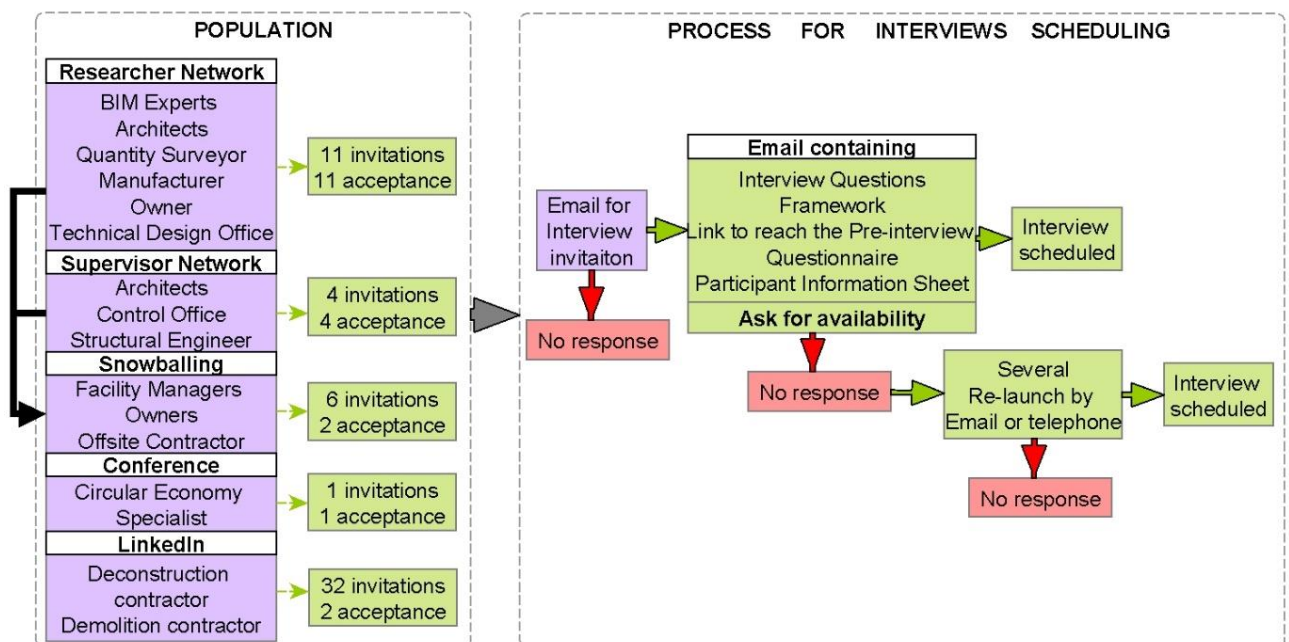 POPULATION
Researcher Network
BIM Experts
Architects
Quantity Surveyor
Manufacturer
Owner
Technical Design Office
11 invitations
11 acceptance
Supervisor Network
Architects
Control Office
Structural Engineer
4 invitations
4 acceptance
Snowballing
Facility Managers
Owners
Offsite Contractor
6 invitations
2 acceptance
Conference
Circular Economy
Specialist
1 invitations
1 acceptance
LinkedIn
Deconstruction
contractor
Demolition contractor
32 invitations
2 acceptance
PROCESS FOR INTERVIEWS SCHEDULING
Email for
Interview
invitaiton
No response
Email containing
Interview Questions
Framework
Link to reach the Pre-interview
Questionnaire
Participant Information Sheet
Ask for availability
Interview
scheduled
No response
Several
Re-launch by
Email or telephone
Interview
scheduled
No response